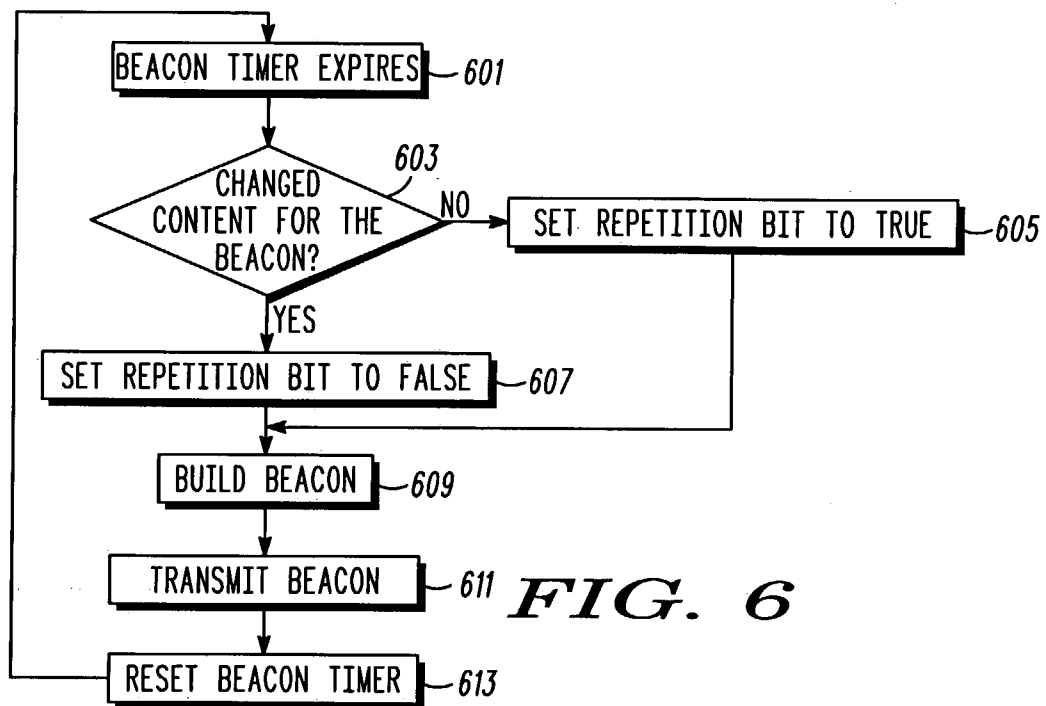 BEACON TIMER EXPIRES
601
603
CHANGED
CONTENT FOR THE
BEACON?
NO
SET REPETITION BIT TO TRUE
605
YES
SET REPETITION BIT TO FALSE
607
BUILD BEACON
609
TRANSMIT BEACON
611
FIG. 6
RESET BEACON TIMER
613